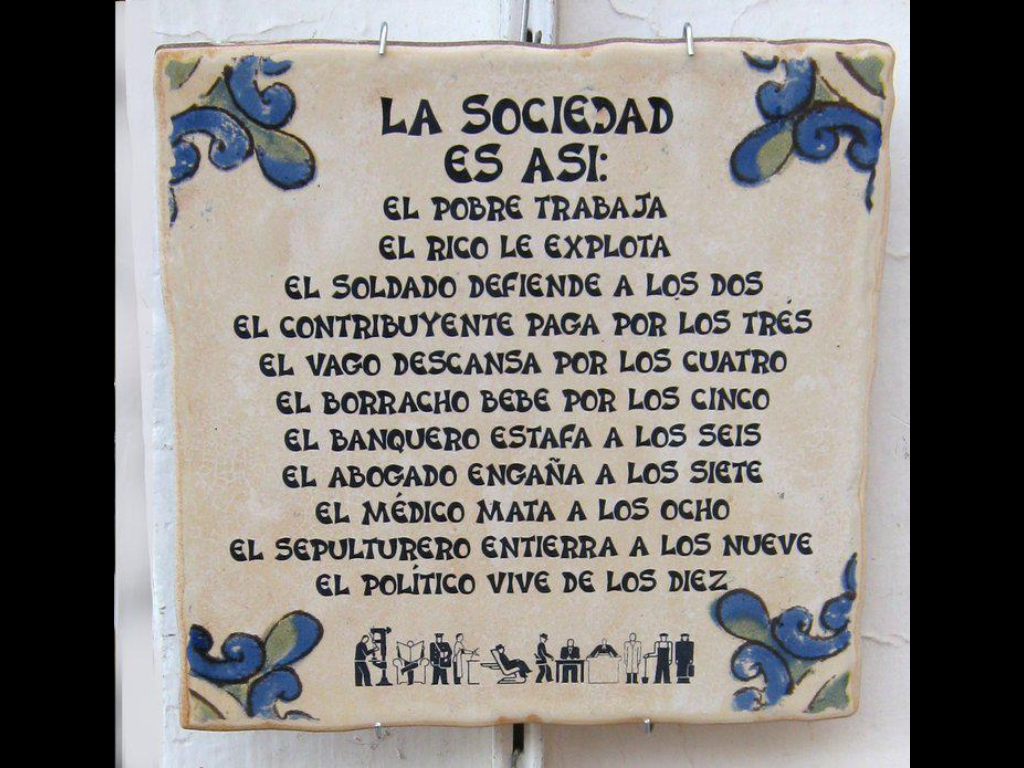 LA SOCIEDAD
ES ASI:
EL POBRE TRABAJA
EL RICO LE EXPLOTA
EL SOLDADO DEFIENDE A LOS DOS
EL CONTRIBUYENTE PAGA POR LOS TRÉS
EL VAGO DESCANSA POR LOS CUATRO
EL BORRACHO BEBE POR LOS CINCO
EL BANQUERO ESTAFA A LOS SEIS
EL ABOGADO ENGAÑA A LOS SIETE
EL MÉDICO MATA A LOS OCHO
EL SEPULTURERO ENTIERRA A LOS NUEVE
EL POLÍTICO VIVE DE LOS DIEZ